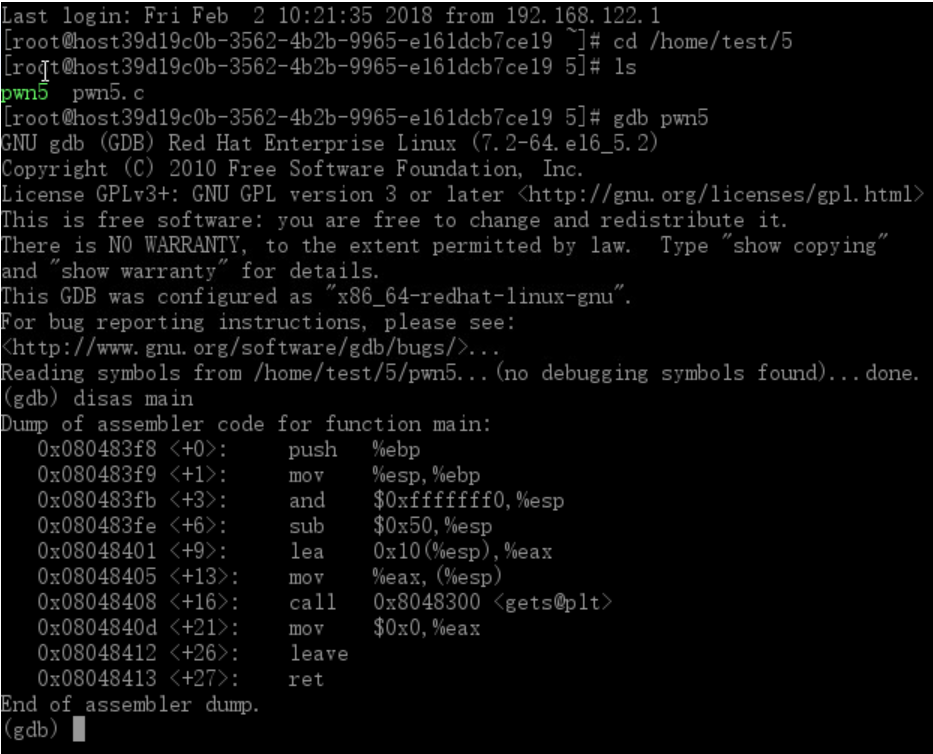 Last login: Fri Feb  2 10:21:35 2018 from 192.168.122.1
[root@host39d19c0b-3562-4b2b-9965-e161dcb7ce19 ~]# cd /home/test/5
[root@host39d19c0b-3562-4b2b-9965-e161dcb7ce19 5]# ls
pwn5  pwn5.c
[root@host39d19c0b-3562-4b2b-9965-e161dcb7ce19 5]# gdb pwn5
GNU gdb (GDB) Red Hat Enterprise Linux (7.2-64.el6_5.2)
Copyright (C) 2010 Free Software Foundation, Inc.
License GPLv3+: GNU GPL version 3 or later <http://gnu.org/licenses/gpl.html>
This is free software: you are free to change and redistribute it.
There is NO WARRANTY, to the extent permitted by law.  Type "show copying"
and "show warranty" for details.
This GDB was configured as "x86_64-redhat-linux-gnu".
For bug reporting instructions, please see:
<http://www.gnu.org/software/gdb/bugs/>...
Reading symbols from /home/test/5/pwn5...(no debugging symbols found)...done.
(gdb) disas main
Dump of assembler code for function main:
   0x080483f8 <+0>:     push   %ebp
   0x080483f9 <+1>:     mov    %esp,%ebp
   0x080483fb <+3>:     and    $0xfffffff0,%esp
   0x080483fe <+6>:     sub    $0x50,%esp
   0x08048401 <+9>:     lea    0x10(%esp),%eax
   0x08048405 <+13>:    mov    %eax,(%esp)
   0x08048408 <+16>:    call   0x8048300 <gets@plt>
   0x0804840d <+21>:    mov    $0x0,%eax
   0x08048412 <+26>:    leave
   0x08048413 <+27>:    ret
End of assembler dump.
(gdb)